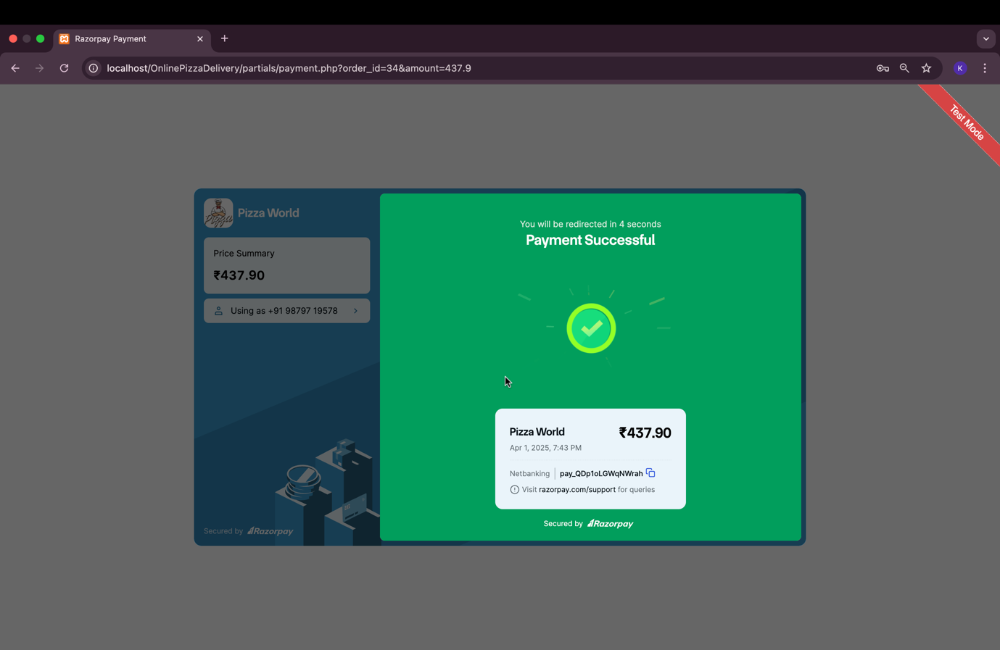 Razorpay Payment
localhost/OnlinePizzaDelivery/partials/payment.php?order_id=34&amount=437.9
K
Test Mode
Pizza World
Price Summary
₹437.90
Using as +91 98797 19578
Secured by Razorpay
You will be redirected in 4 seconds
Payment Successful
Pizza World ₹437.90
Apr 1, 2025, 7:43 PM
Netbanking | pay_QDp1oLGWqNWrah
Visit razorpay.com/support for queries
Secured by Razorpay